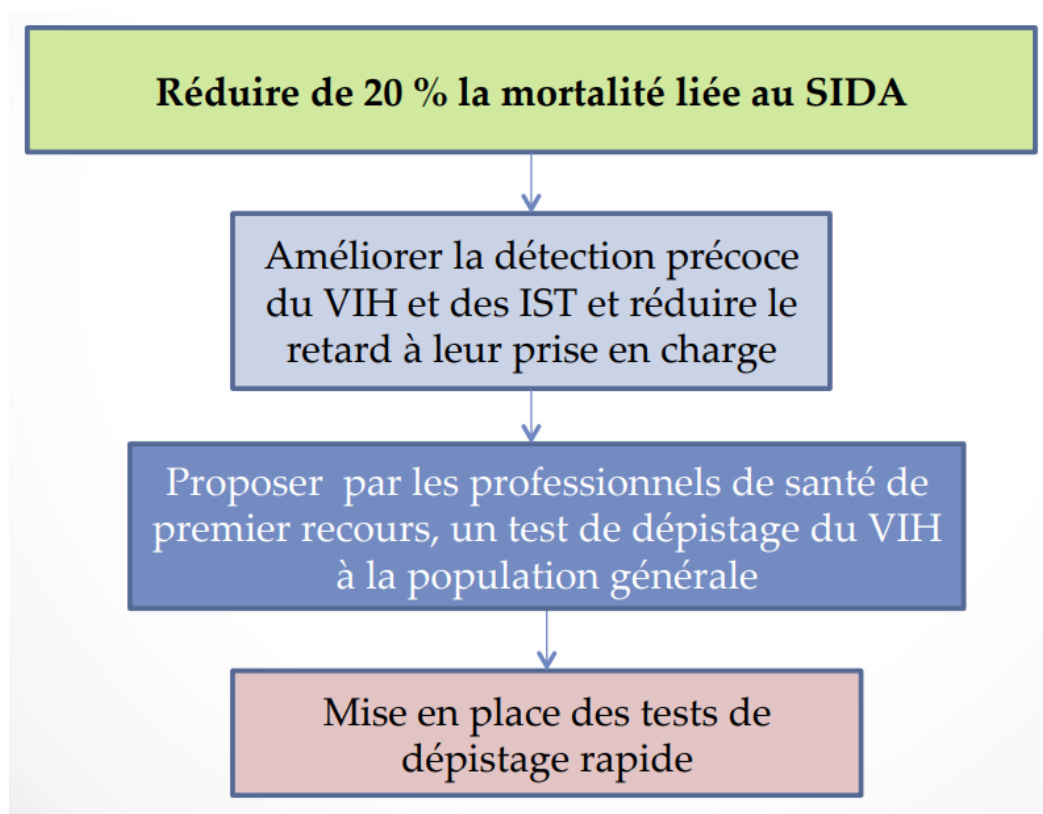 Réduire de 20 % la mortalité liée au SIDA
Améliorer la détection précoce
du VIH et des IST et réduire le
retard à leur prise en charge
Proposer par les professionnels de santé de
premier recours, un test de dépistage du VIH
à la population générale
Mise en place des tests de
dépistage rapide